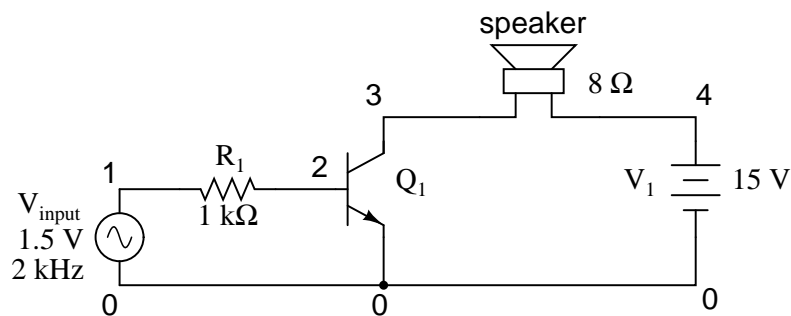 speaker
8 Ω
3
4
R1
1
2
Q1
V1
15 V
1 kΩ
Vinput
1.5 V
2 kHz
0
0
0